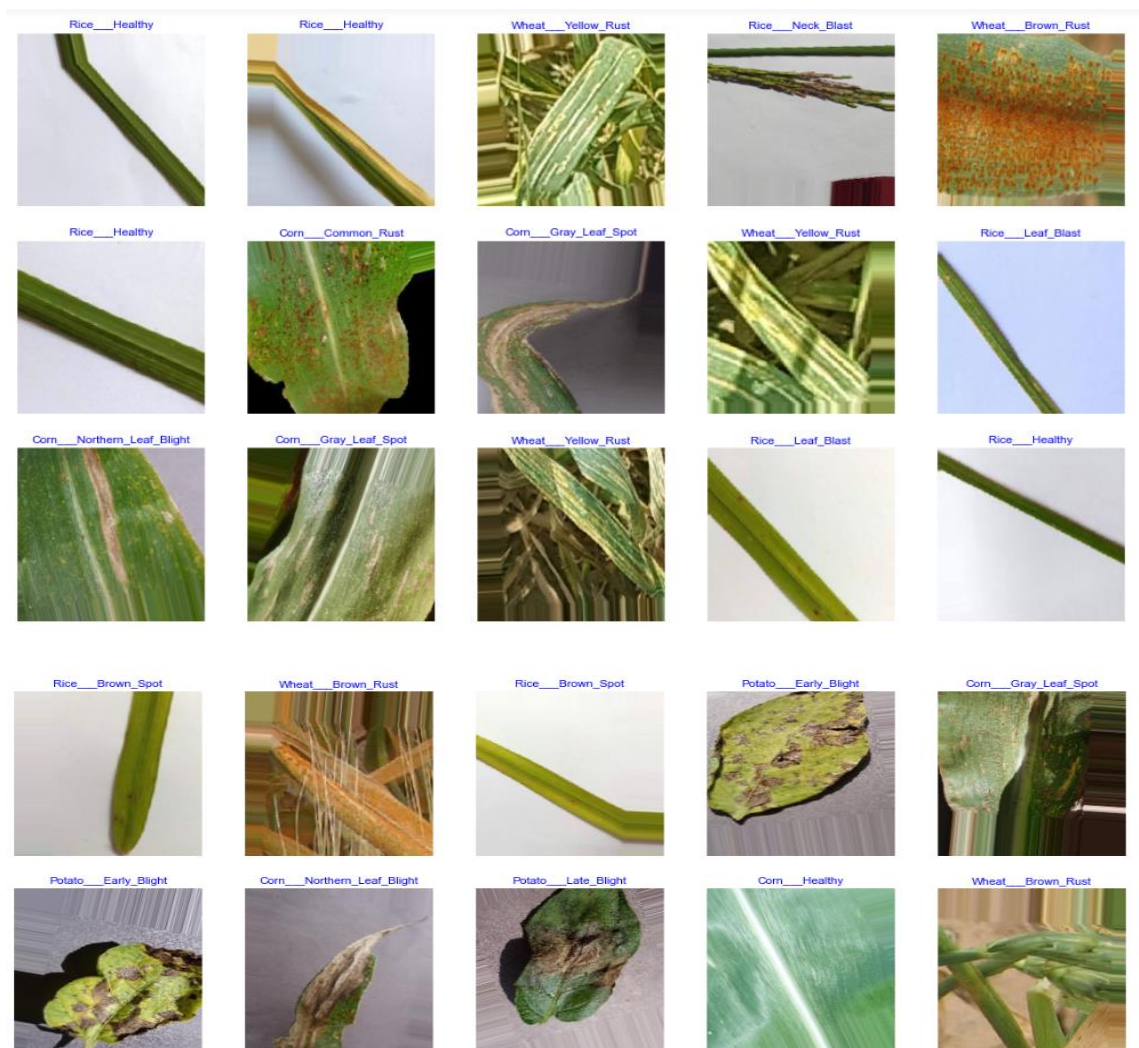 Rice___Healthy Rice___Healthy Wheat___Yellow_Rust Rice___Neck_Blast Wheat___Brown_Rust
Rice___Healthy Corn___Common_Rust Corn___Gray_Leaf_Spot Wheat___Yellow_Rust Rice___Leaf_Blast
Corn___Northern_Leaf_Blight Corn___Gray_Leaf_Spot Wheat___Yellow_Rust Rice___Leaf_Blast Rice___Healthy
Rice___Brown_Spot Wheat___Brown_Rust Rice___Brown_Spot Potato___Early_Blight Corn___Gray_Leaf_Spot
Potato___Early_Blight Corn___Northern_Leaf_Blight Potato___Late_Blight Corn___Healthy Wheat___Brown_Rust